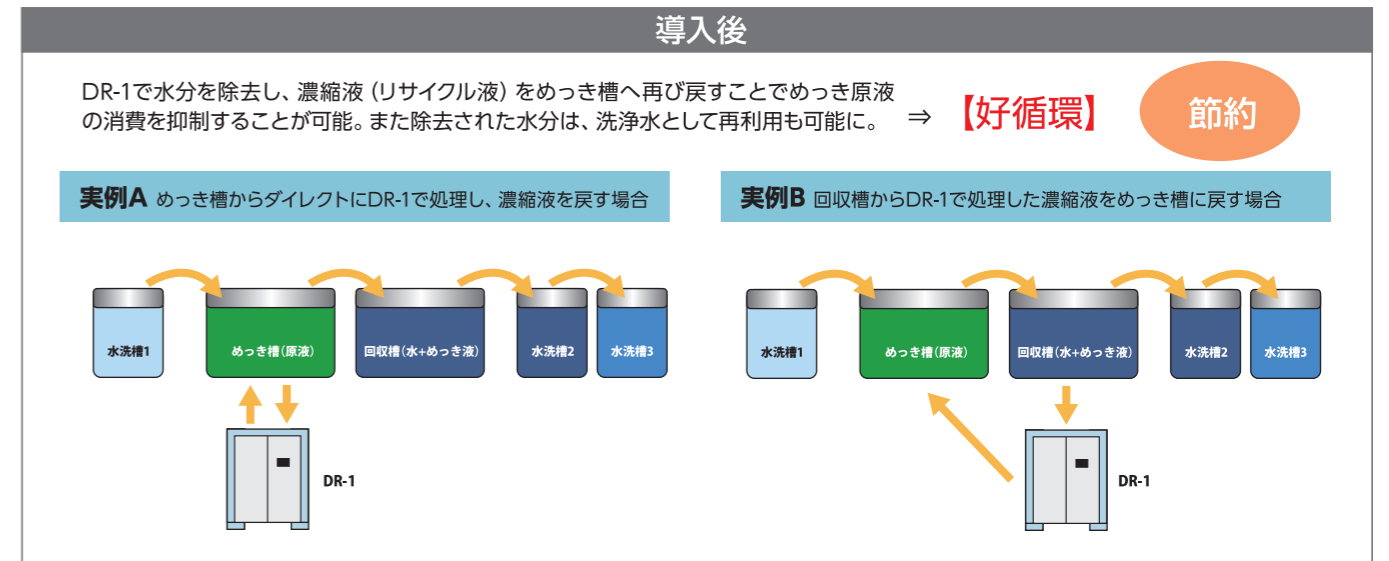 導入後
DR-1で水分を除去し、濃縮液（リサイクル液）をめっき槽へ再び戻すことでめっき原液
の消費を抑制することが可能。また除去された水分は、洗浄水として再利用も可能に。 ⇒ 【好循環】 節約
実例A めっき槽からダイレクトにDR-1で処理し、濃縮液を戻す場合
水洗槽1 めっき槽(原液) 回収槽(水+めっき液) 水洗槽2 水洗槽3
DR-1
実例B 回収槽からDR-1で処理した濃縮液をめっき槽に戻す場合
水洗槽1 めっき槽(原液) 回収槽(水+めっき液) 水洗槽2 水洗槽3
DR-1